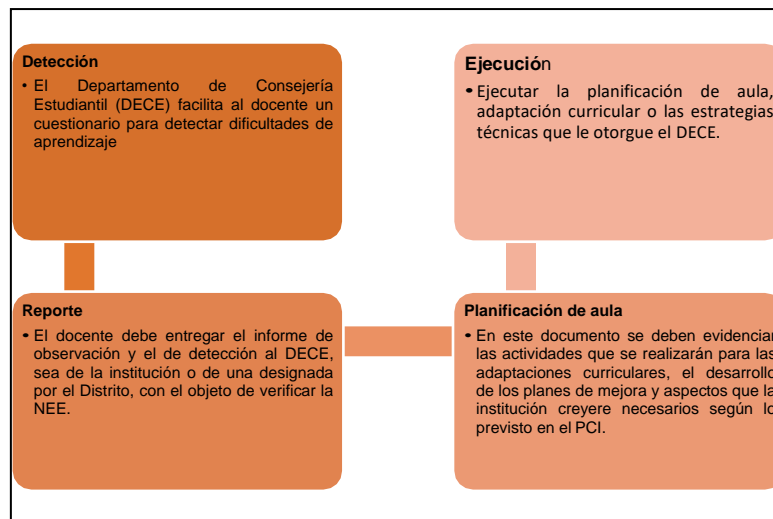 Detección
• El Departamento de Consejería
Estudiantil (DECE) facilita al docente un
cuestionario para detectar dificultades de
aprendizaje
Reporte
• El docente debe entregar el informe de
observación y el de detección al DECE,
sea de la institución o de una designada
por el Distrito, con el objeto de verificar la
NEE.
Planificación de aula
• En este documento se deben evidenciar
las actividades que se realizarán para las
adaptaciones curriculares, el desarrollo
de los planes de mejora y aspectos que la
institución creyere necesarios según lo
previsto en el PCI.
Ejecución
• Ejecutar la planificación de aula,
adaptación curricular o las estrategias
técnicas que le otorgue el DECE.